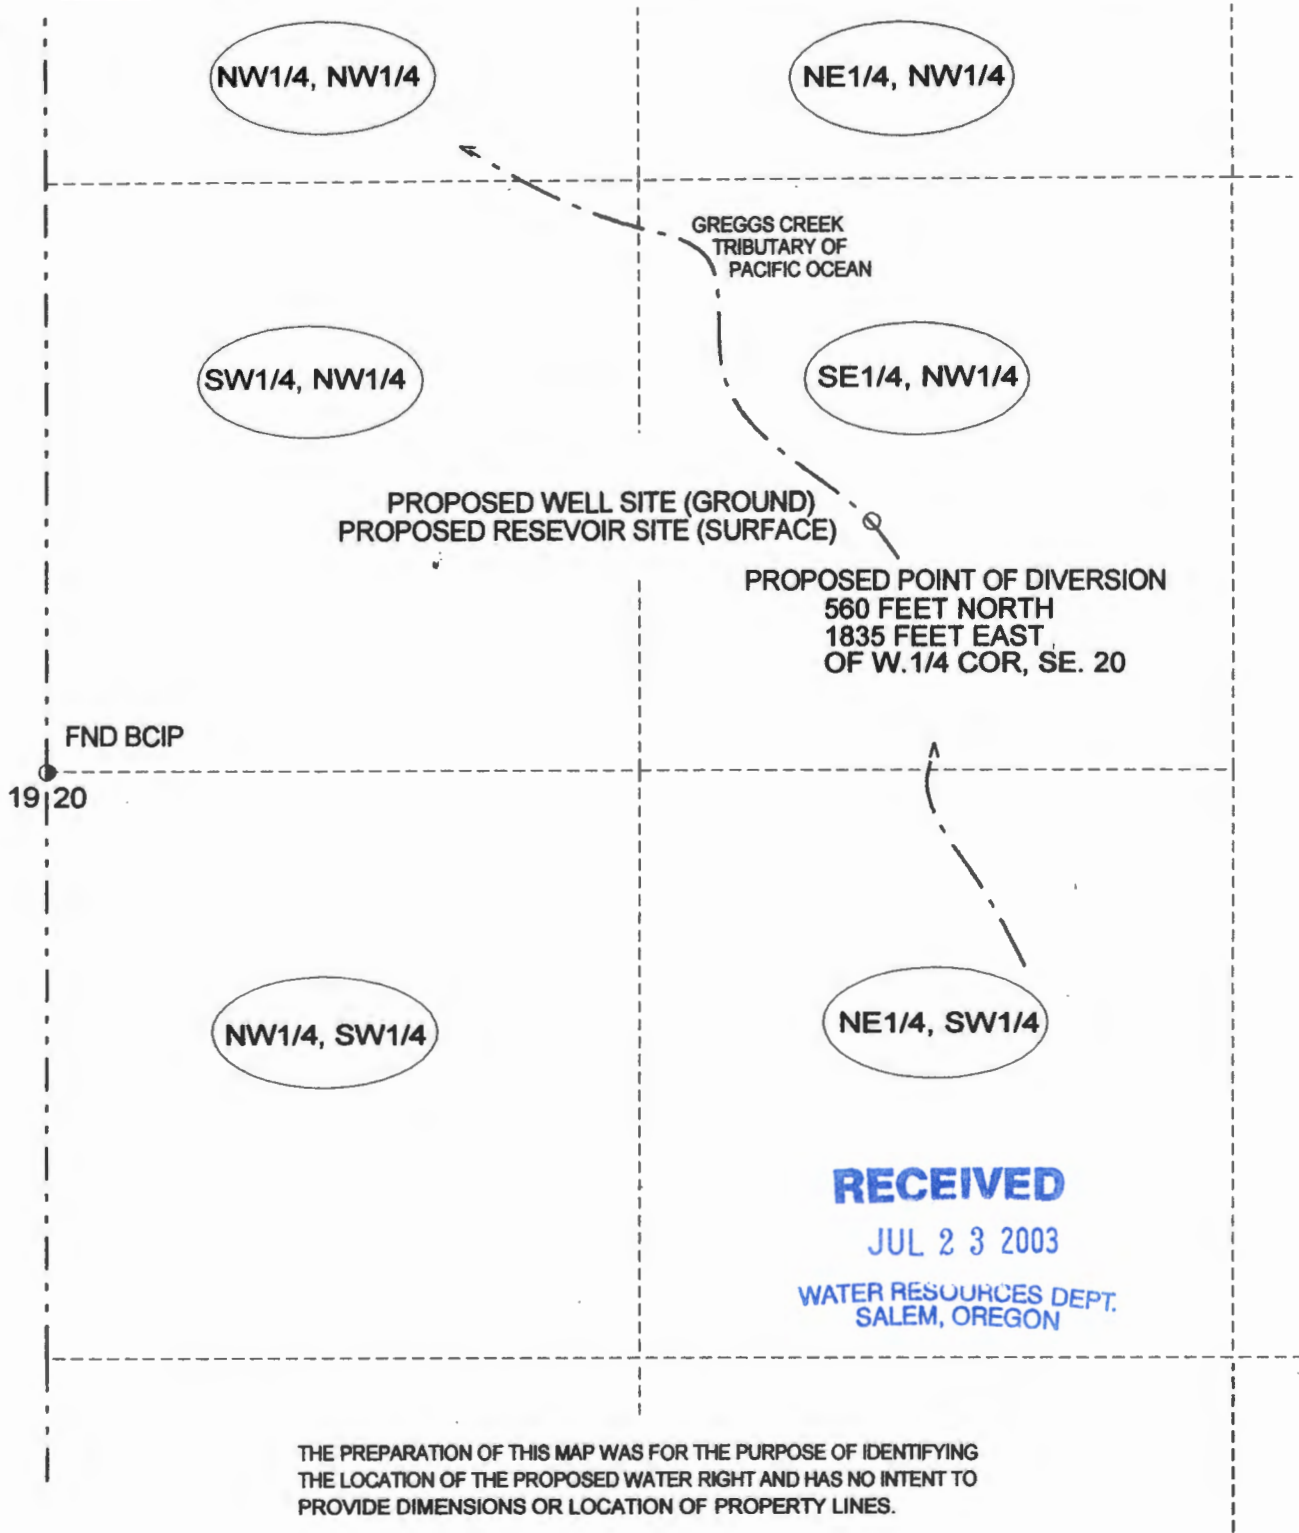 NW1/4, NW1/4
NE1/4, NW1/4
GREGGS CREEK
TRIBUTARY OF
PACIFIC OCEAN
SW1/4, NW1/4
SE1/4, NW1/4
PROPOSED WELL SITE (GROUND)
PROPOSED RESEVOIR SITE (SURFACE)
PROPOSED POINT OF DIVERSION
560 FEET NORTH
1835 FEET EAST
OF W.1/4 COR, SE. 20
FND BCIP
19 20
NW1/4, SW1/4
NE1/4, SW1/4
RECEIVED
JUL 2 3 2003
WATER RESOURCES DEPT.
SALEM, OREGON
THE PREPARATION OF THIS MAP WAS FOR THE PURPOSE OF IDENTIFYING
THE LOCATION OF THE PROPOSED WATER RIGHT AND HAS NO INTENT TO
PROVIDE DIMENSIONS OR LOCATION OF PROPERTY LINES.